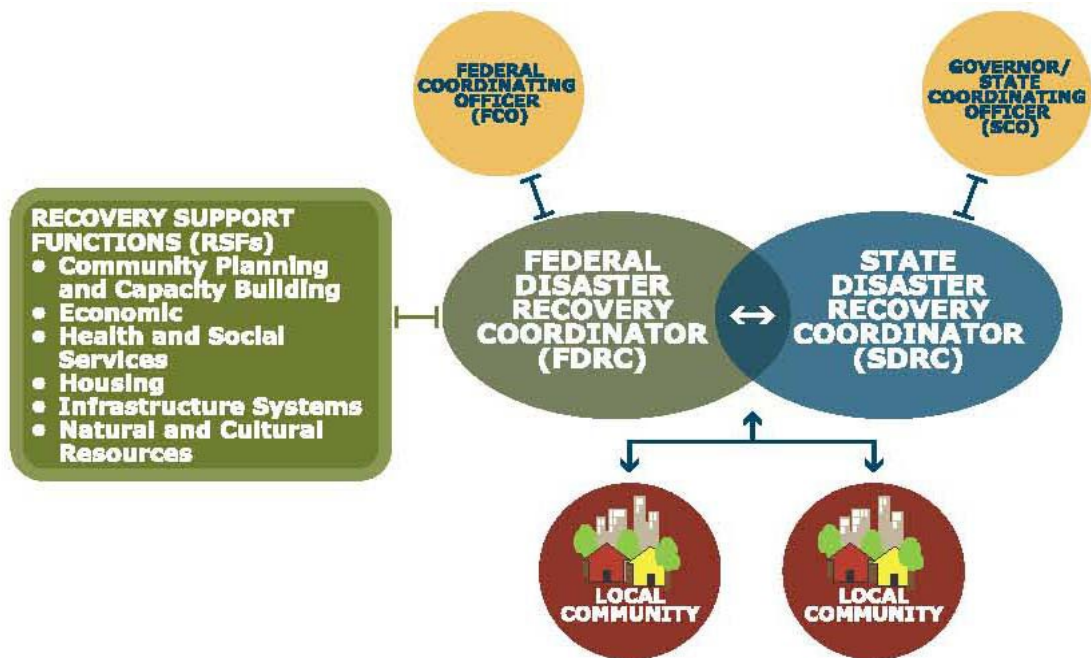 FEDERAL
COORDINATING
OFFICER
(FCO)
GOVERNOR/
STATE
COORDINATING
OFFICER
(SCO)
RECOVERY SUPPORT
FUNCTIONS (RSFs)
● Community Planning
and Capacity Building
● Economic
● Health and Social
Services
● Housing
● Infrastructure Systems
● Natural and Cultural
Resources
FEDERAL
DISASTER
RECOVERY
COORDINATOR
(FDRC)
STATE
DISASTER
RECOVERY
COORDINATOR
(SDRC)
LOCAL
COMMUNITY
LOCAL
COMMUNITY